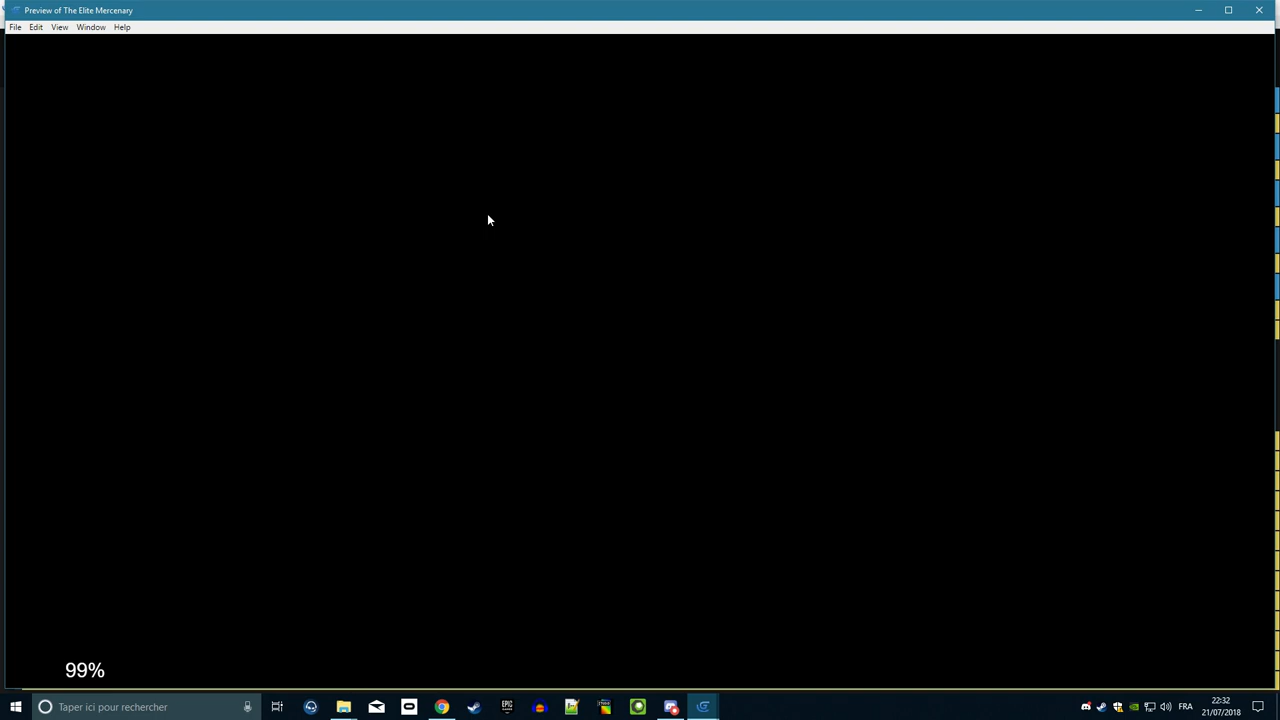 Preview of The Elite Mercenary
File Edit View Window Help
99%
Taper ici pour rechercher
EPIC
FRA
22:32
21/07/2018